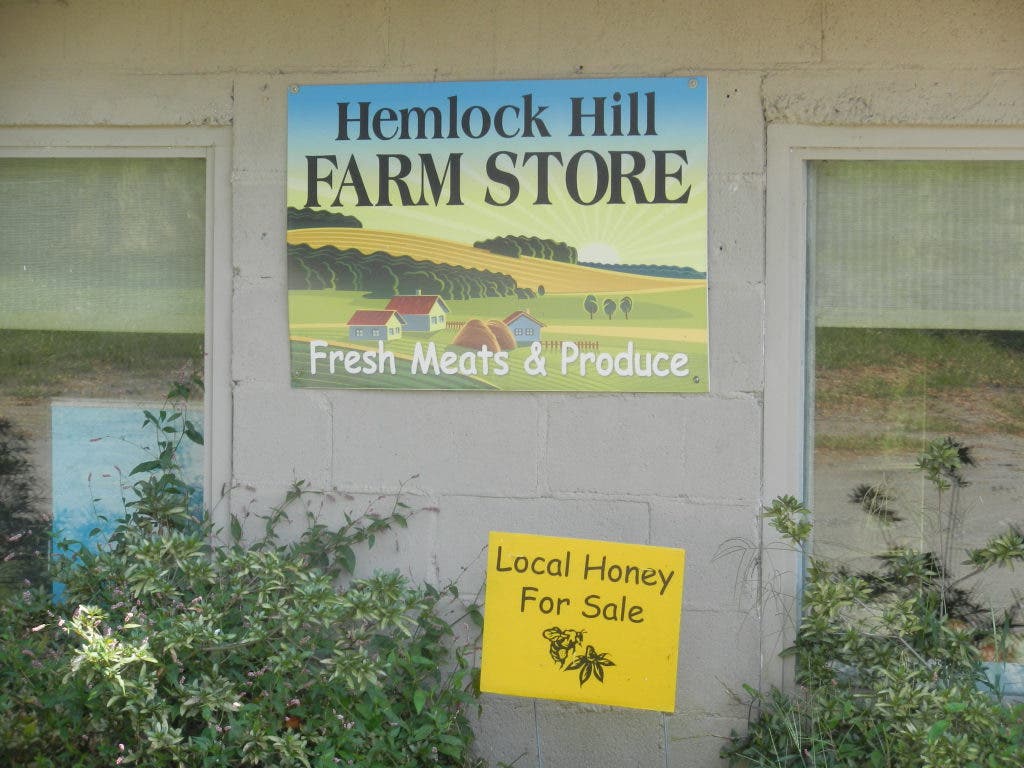 Hemlock Hill
FARM STORE
Fresh Meats & Produce
Local Honey
For Sale